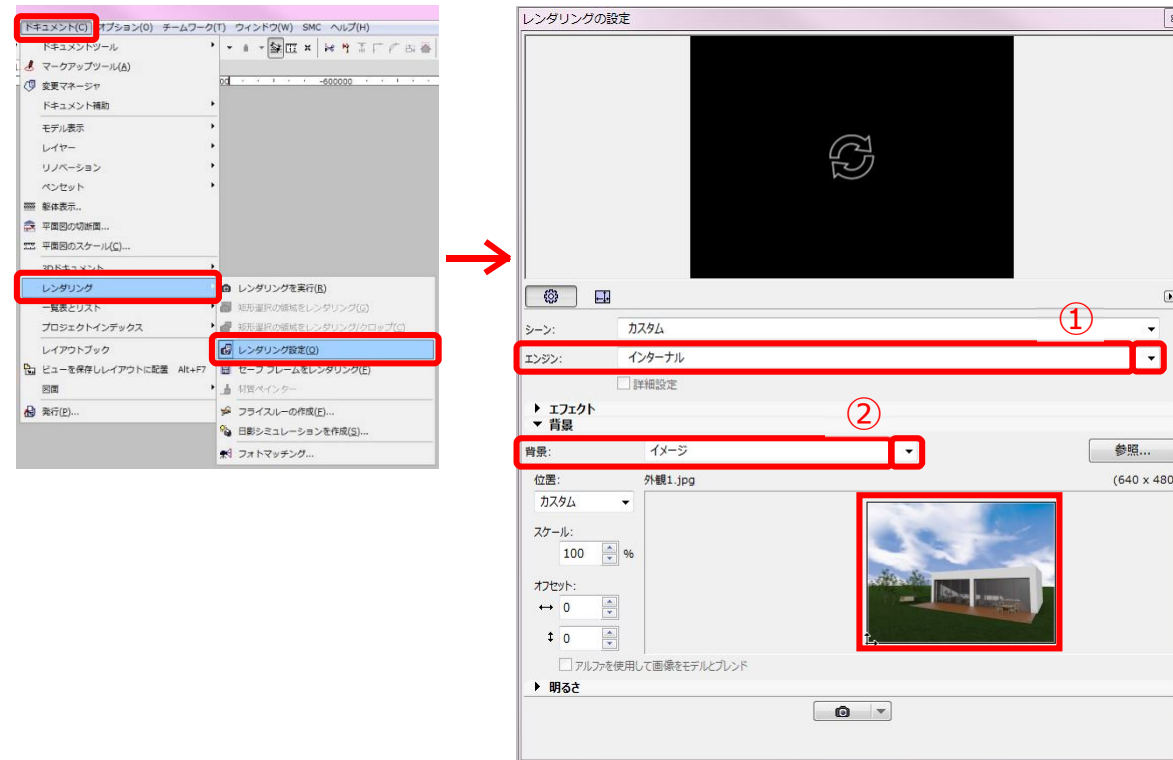 ドキュメント(C) オプション(O) チームワーク(T) ウィンドウ(W) SMC ヘルプ(H)
ドキュメントツール
マークアップツール(A)
変更マネージャ
ドキュメント補助
-600000
モデル表示
レイヤー
リノベーション
ペンセット
躯体表示...
平面図の切断面...
平面図のスケール(C)...
3Dドキュメント
レンダリング
一覧表とリスト
プロジェクトインデックス
レイアウトブック
ビューを保存しレイアウトに配置 Alt+F7
図面
発行(P)...
レンダリングを実行(R)
矩形選択の領域をレンダリング(G)
矩形選択の領域をレンダリング/クロップ(C)
レンダリング設定(O)
セーフ フレームをレンダリング(E)
材質ペインター
フライスルーの作成(F)...
日影シミュレーションを作成(S)...
フォトマッチング...
レンダリングの設定
シーン: カスタム
①
エンジン: インターナル
詳細設定
エフェクト
背景
②
背景: イメージ 参照...
位置: 外観1.jpg (640 x 480
カスタム
スケール:
100 %
オフセット:
↔ 0
↕ 0
アルファを使用して画像をモデルとブレンド
明るさ